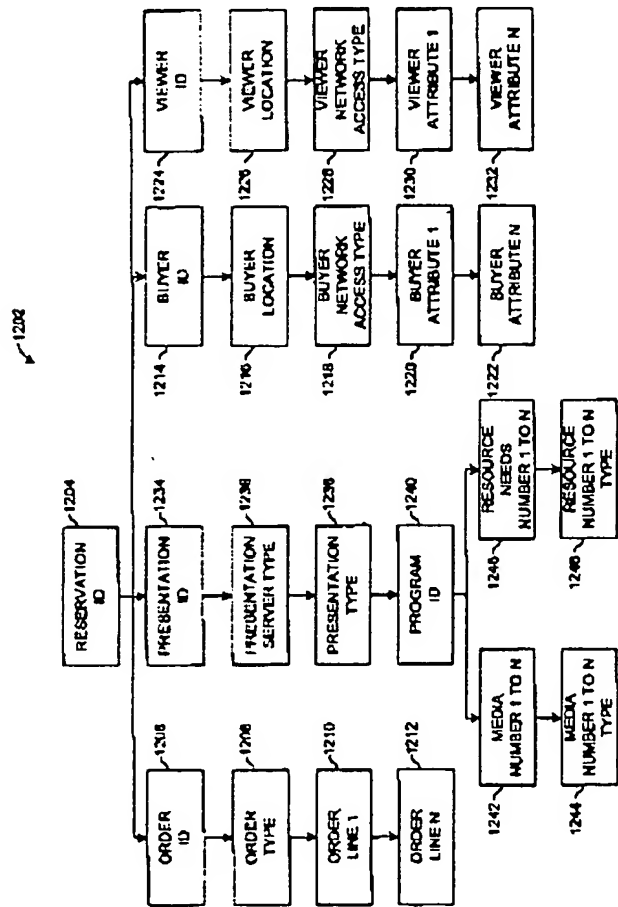 1202
RESERVATION
ID
1204
ORDER
ID
1206
ORDER
TYPE
1208
ORDER
LINE 1
1210
ORDER
LINE N
1212
PRESENTATION
ID
1234
PRESENTATION
SERVER TYPE
1238
PRESENTATION
TYPE
1236
PROGRAM
ID
1240
MEDIA
NUMBER 1 TO N
1242
MEDIA
NUMBER 1 TO N
TYPE
1244
RESOURCE
NEEDS
NUMBER 1 TO N
1246
RESOURCE
NUMBER 1 TO N
TYPE
BUYER
ID
1214
BUYER
LOCATION
1216
BUYER
NETWORK
ACCESS TYPE
1218
BUYER
ATTRIBUTE 1
1220
BUYER
ATTRIBUTE N
1222
VIEWER
ID
1224
VIEWER
LOCATION
1226
VIEWER
NETWORK
ACCESS TYPE
1228
VIEWER
ATTRIBUTE 1
1230
VIEWER
ATTRIBUTE N
1232